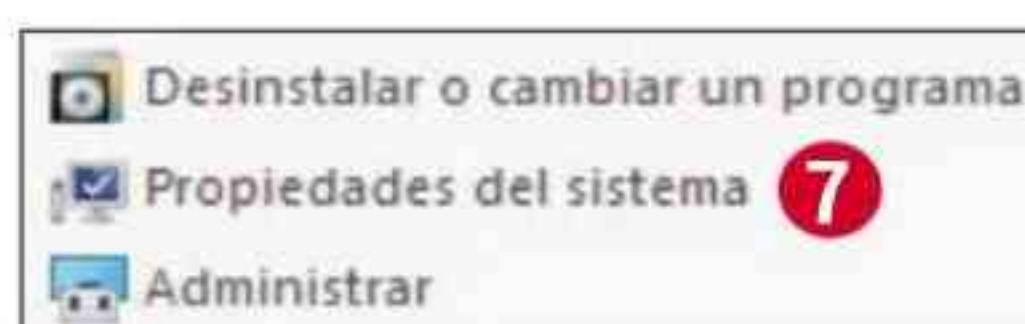 Desinstalar o cambiar un programa
Propiedades del sistema 7
Administrar